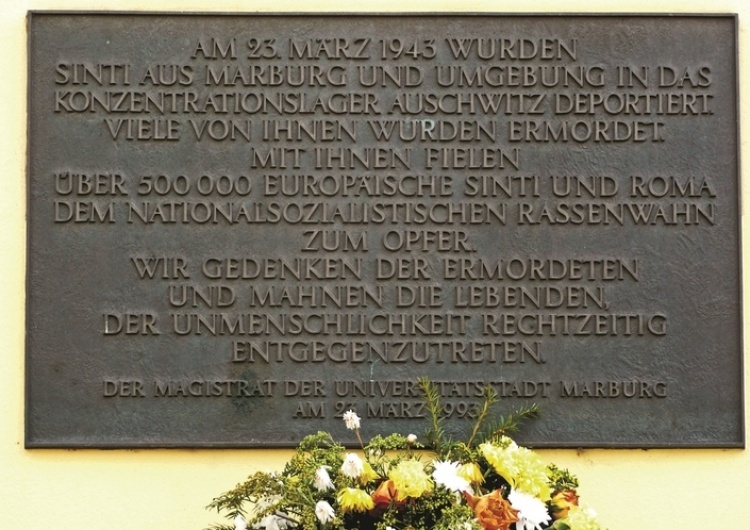 AM 23. MÄRZ 1943 WURDEN
SINTI AUS MARBURG UND UMGEBUNG IN DAS
KONZENTRATIONSLAGER AUSCHWITZ DEPORTIERT.
VIELE VON IHNEN WURDEN ERMORDET.
MIT IHNEN FIELEN
ÜBER 500 000 EUROPÄISCHE SINTI UND ROMA
DEM NATIONALSOZIALISTISCHEN RASSENWAHN
ZUM OPFER.
WIR GEDENKEN DER ERMORDETEN
UND MAHNEN DIE LEBENDEN,
DER UNMENSCHLICHKEIT RECHTZEITIG
ENTGEGENZUTRETEN.
DER MAGISTRAT DER UNIVERSITÄTSSTADT MARBURG
AM 23. MÄRZ 1993